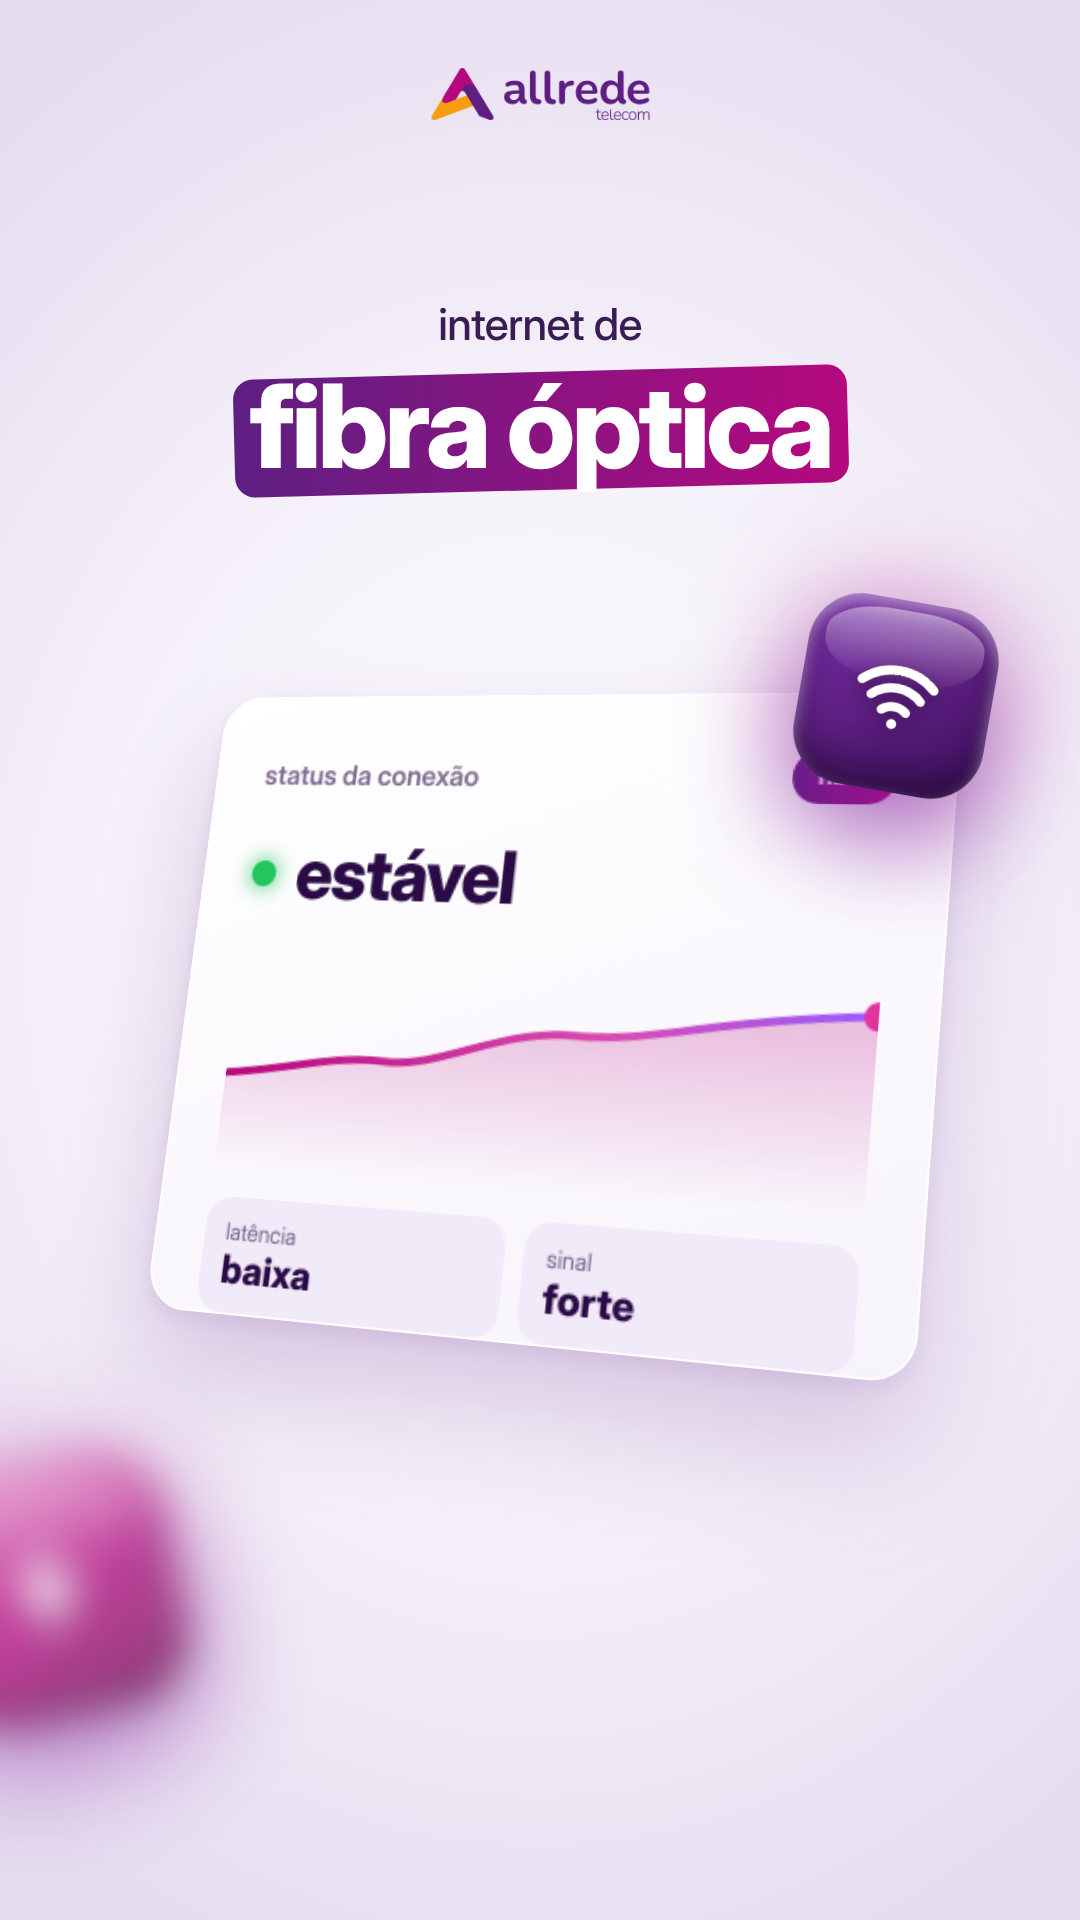 allrede
telecom
internet de
fibra óptica
status da conexão
estável
latência
baixa
sinal
forte